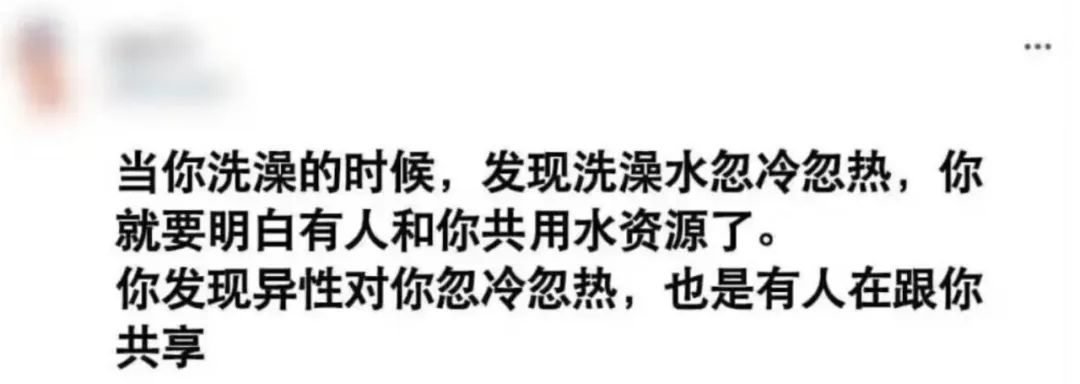 当你洗澡的时候，发现洗澡水忽冷忽热，你
就要明白有人和你共用水资源了。
你发现异性对你忽冷忽热，也是有人在跟你
共享